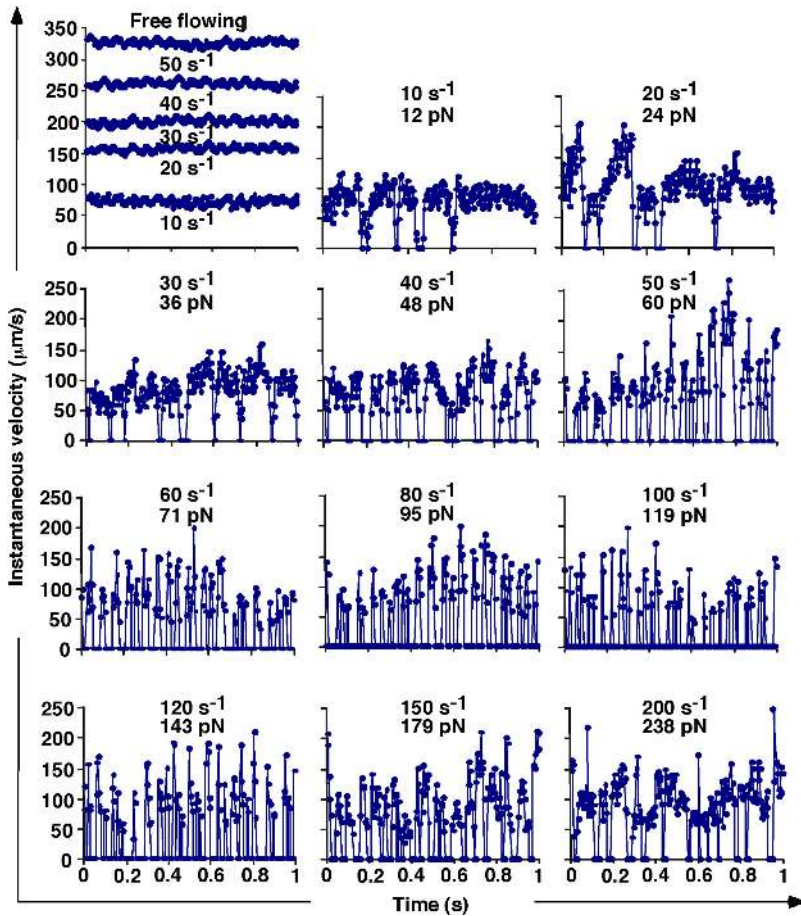 Free flowing
350
300
250
200
150
100
50
0
50 s-1
40 s-1
30 s-1
20 s-1
10 s-1
10 s-1
12 pN
20 s-1
24 pN
Instantaneous velocity (μm/s)
250
200
150
100
50
0
30 s-1
36 pN
40 s-1
48 pN
50 s-1
60 pN
250
200
150
100
50
0
60 s-1
71 pN
80 s-1
95 pN
100 s-1
119 pN
250
200
150
100
50
0
120 s-1
143 pN
150 s-1
179 pN
200 s-1
238 pN
0 0.2 0.4 0.6 0.8 1
0 0.2 0.4 0.6 0.8 1
0 0.2 0.4 0.6 0.8 1
Time (s)